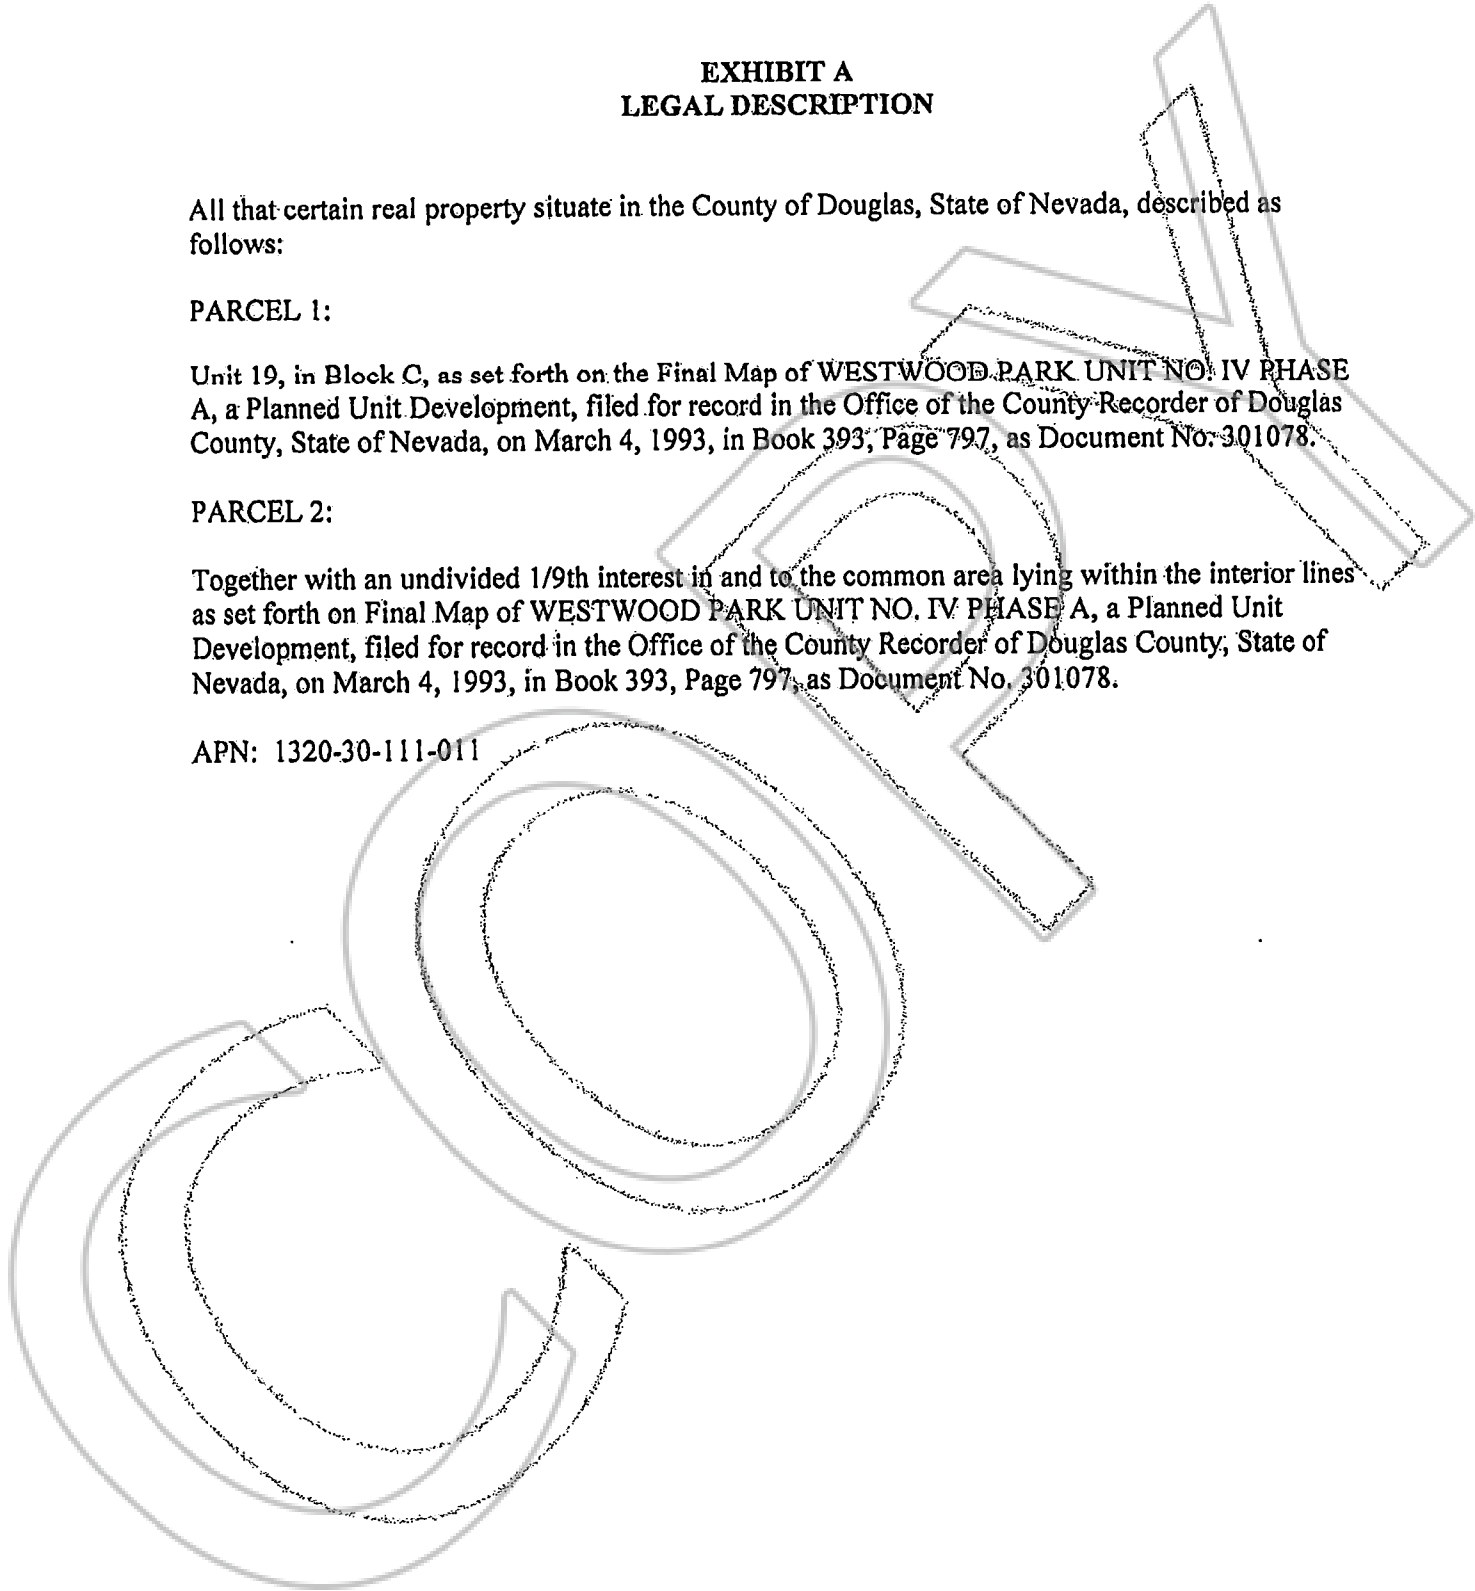 EXHIBIT A
LEGAL DESCRIPTION
All that certain real property situate in the County of Douglas, State of Nevada, described as
follows:
PARCEL 1:
Unit 19, in Block C, as set forth on the Final Map of WESTWOOD PARK UNIT NO. IV PHASE
A, a Planned Unit Development, filed for record in the Office of the County Recorder of Douglas
County, State of Nevada, on March 4, 1993, in Book 393, Page 797, as Document No. 301078.
PARCEL 2:
Together with an undivided 1/9th interest in and to the common area lying within the interior lines
as set forth on Final Map of WESTWOOD PARK UNIT NO. IV PHASE A, a Planned Unit
Development, filed for record in the Office of the County Recorder of Douglas County, State of
Nevada, on March 4, 1993, in Book 393, Page 797, as Document No. 301078.
APN: 1320-30-111-011
COPY